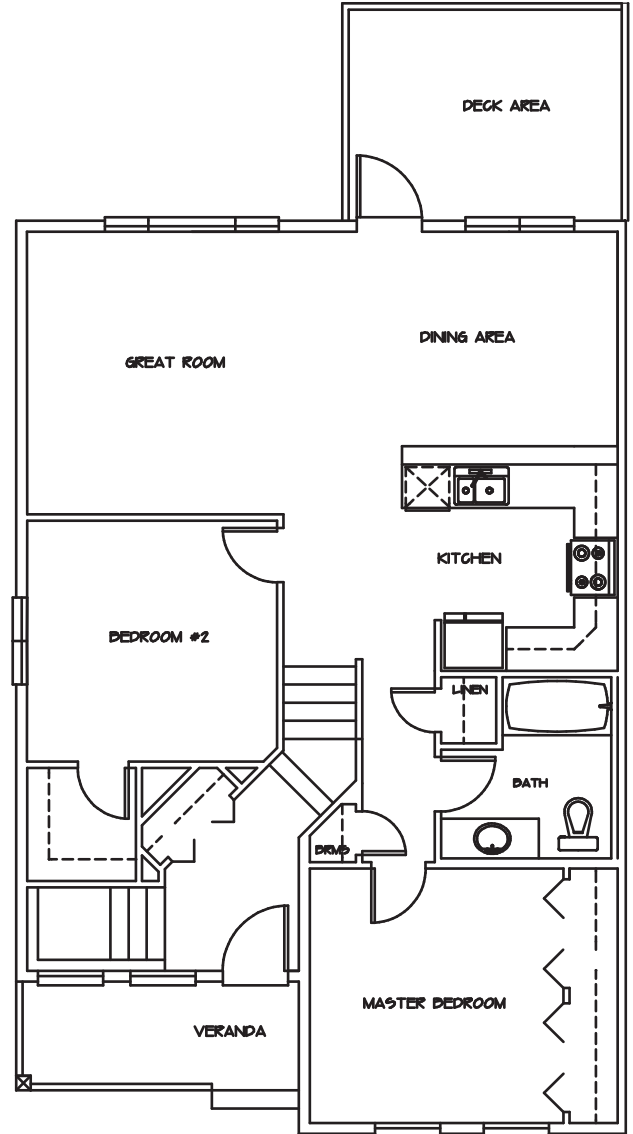 DECK AREA
DINING AREA
GREAT ROOM
KITCHEN
BEDROOM #2
LINEN
BATH
BRMS
MASTER BEDROOM
VERANDA